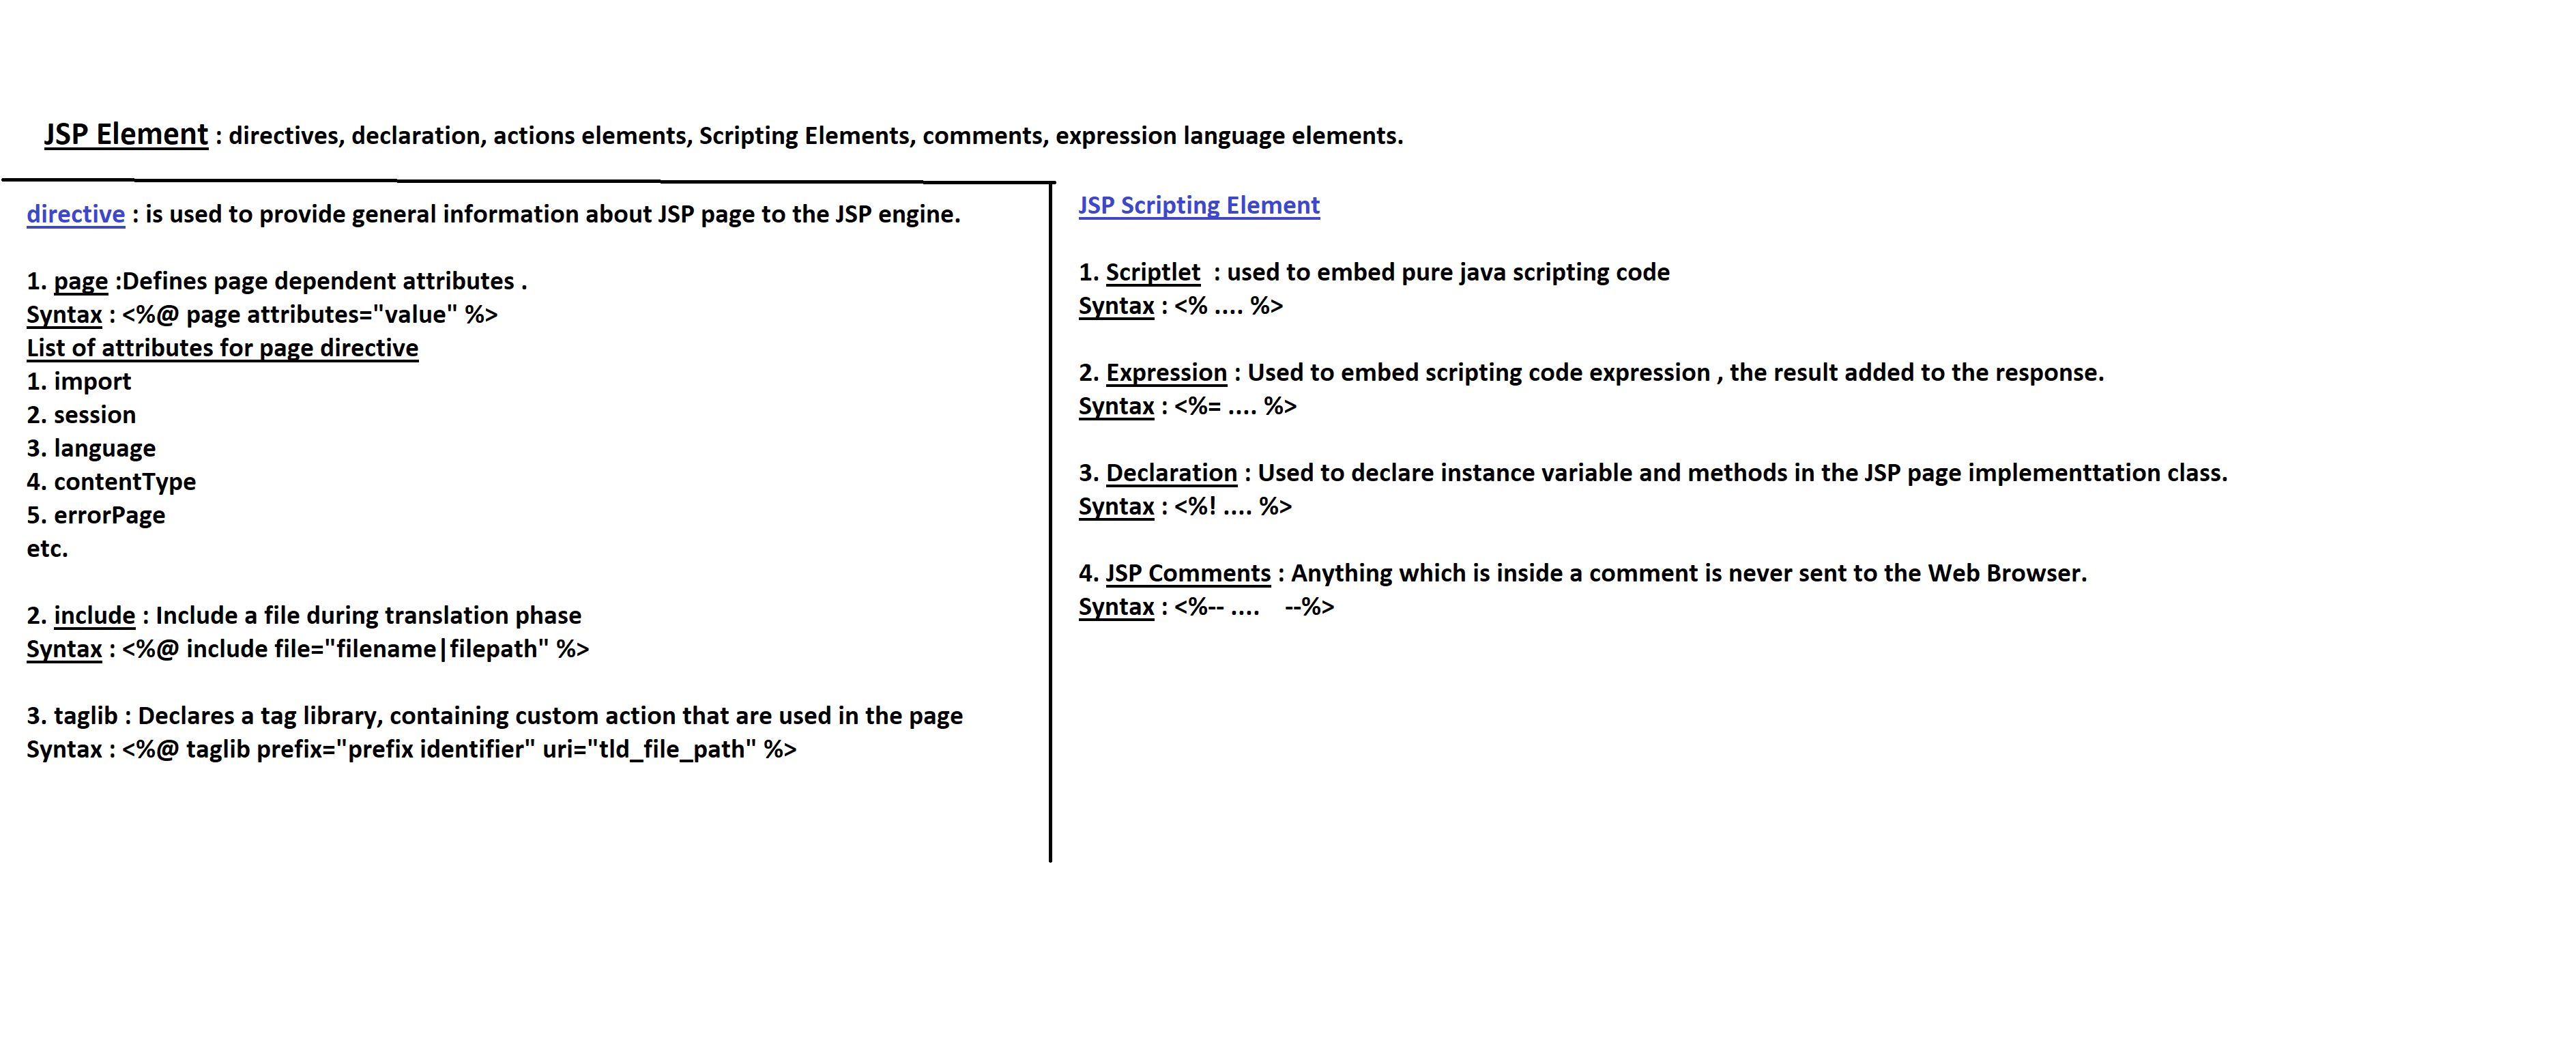 JSP Element : directives, declaration, actions elements, Scripting Elements, comments, expression language elements.
directive : is used to provide general information about JSP page to the JSP engine.
1. page :Defines page dependent attributes .
Syntax : <%@ page attributes="value" %>
List of attributes for page directive
1. import
2. session
3. language
4. contentType
5. errorPage
etc.
2. include : Include a file during translation phase
Syntax : <%@ include file="filename|filepath" %>
3. taglib : Declares a tag library, containing custom action that are used in the page
Syntax : <%@ taglib prefix="prefix identifier" uri="tld_file_path" %>
JSP Scripting Element
1. Scriptlet  : used to embed pure java scripting code
Syntax : <% .... %>
2. Expression : Used to embed scripting code expression , the result added to the response.
Syntax : <%= .... %>
3. Declaration : Used to declare instance variable and methods in the JSP page implementtation class.
Syntax : <%! .... %>
4. JSP Comments : Anything which is inside a comment is never sent to the Web Browser.
Syntax : <%-- ....    --%>